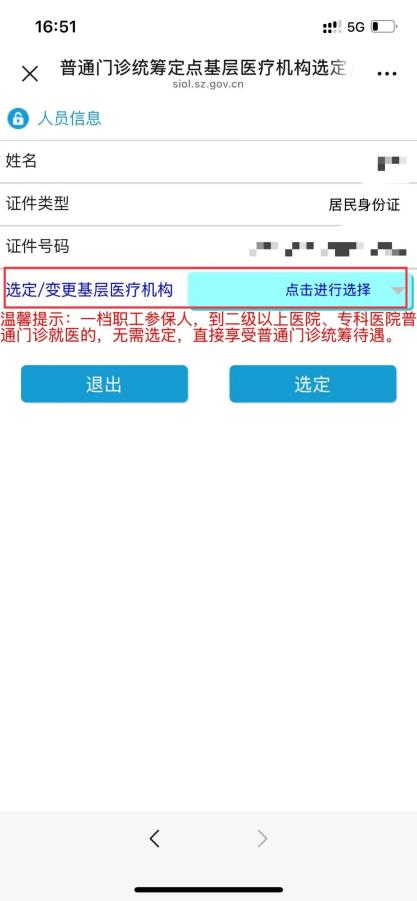 16:51
5G
普通门诊统筹定点基层医疗机构选定
siol.sz.gov.cn
人员信息
姓名
证件类型 居民身份证
证件号码
选定/变更基层医疗机构 点击进行选择
温馨提示：一档职工参保人，到二级以上医院、专科医院普
通门诊就医的，无需选定，直接享受普通门诊统筹待遇。
退出 选定